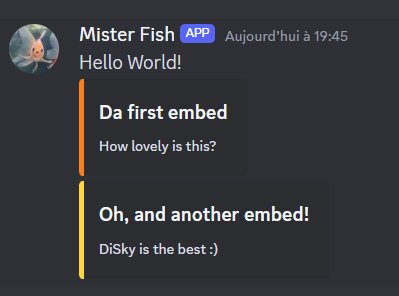 Mister Fish APP Aujourd’hui à 19:45
Hello World!
Da first embed
How lovely is this?
Oh, and another embed!
DiSky is the best :)